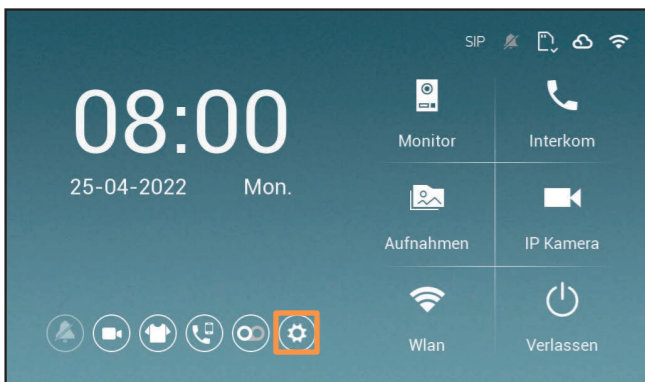 SIP
08:00
25-04-2022 Mon.
Monitor Interkom
Aufnahmen IP Kamera
Wlan Verlassen